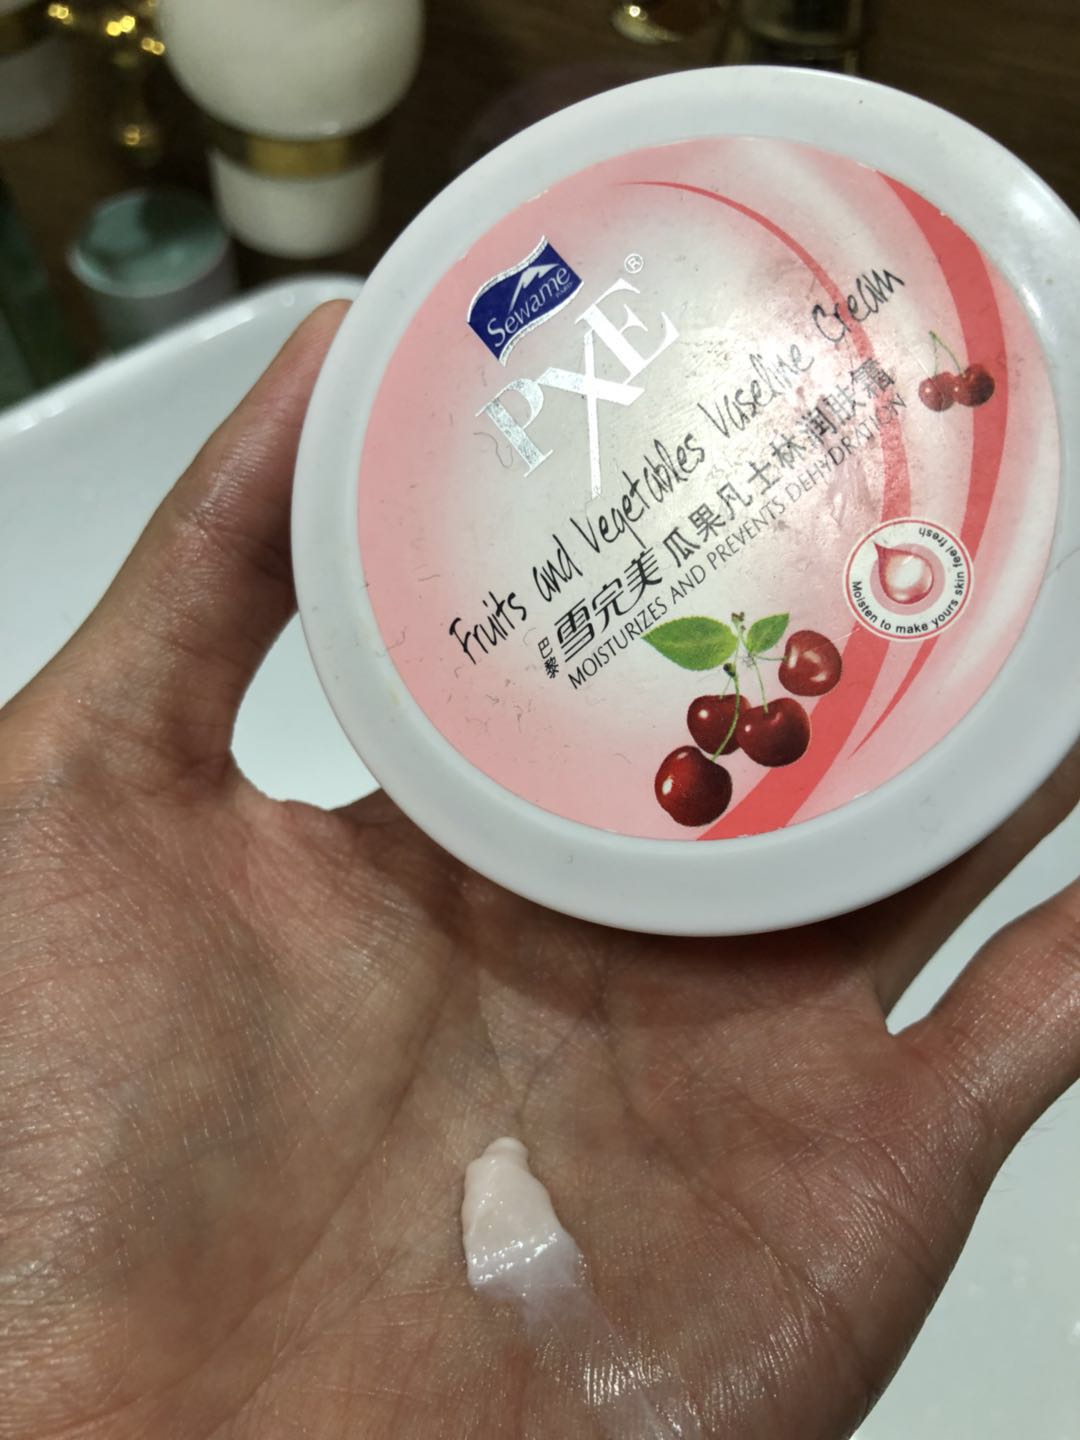 Sewame
PARIS
PXE®
Fruits and Vegetables Vaseline Cream
巴黎 雪完美 瓜果凡士林润肤霜
MOISTURIZES AND PREVENTS DEHYDRATION
Moisten to make yours skin feel fresh